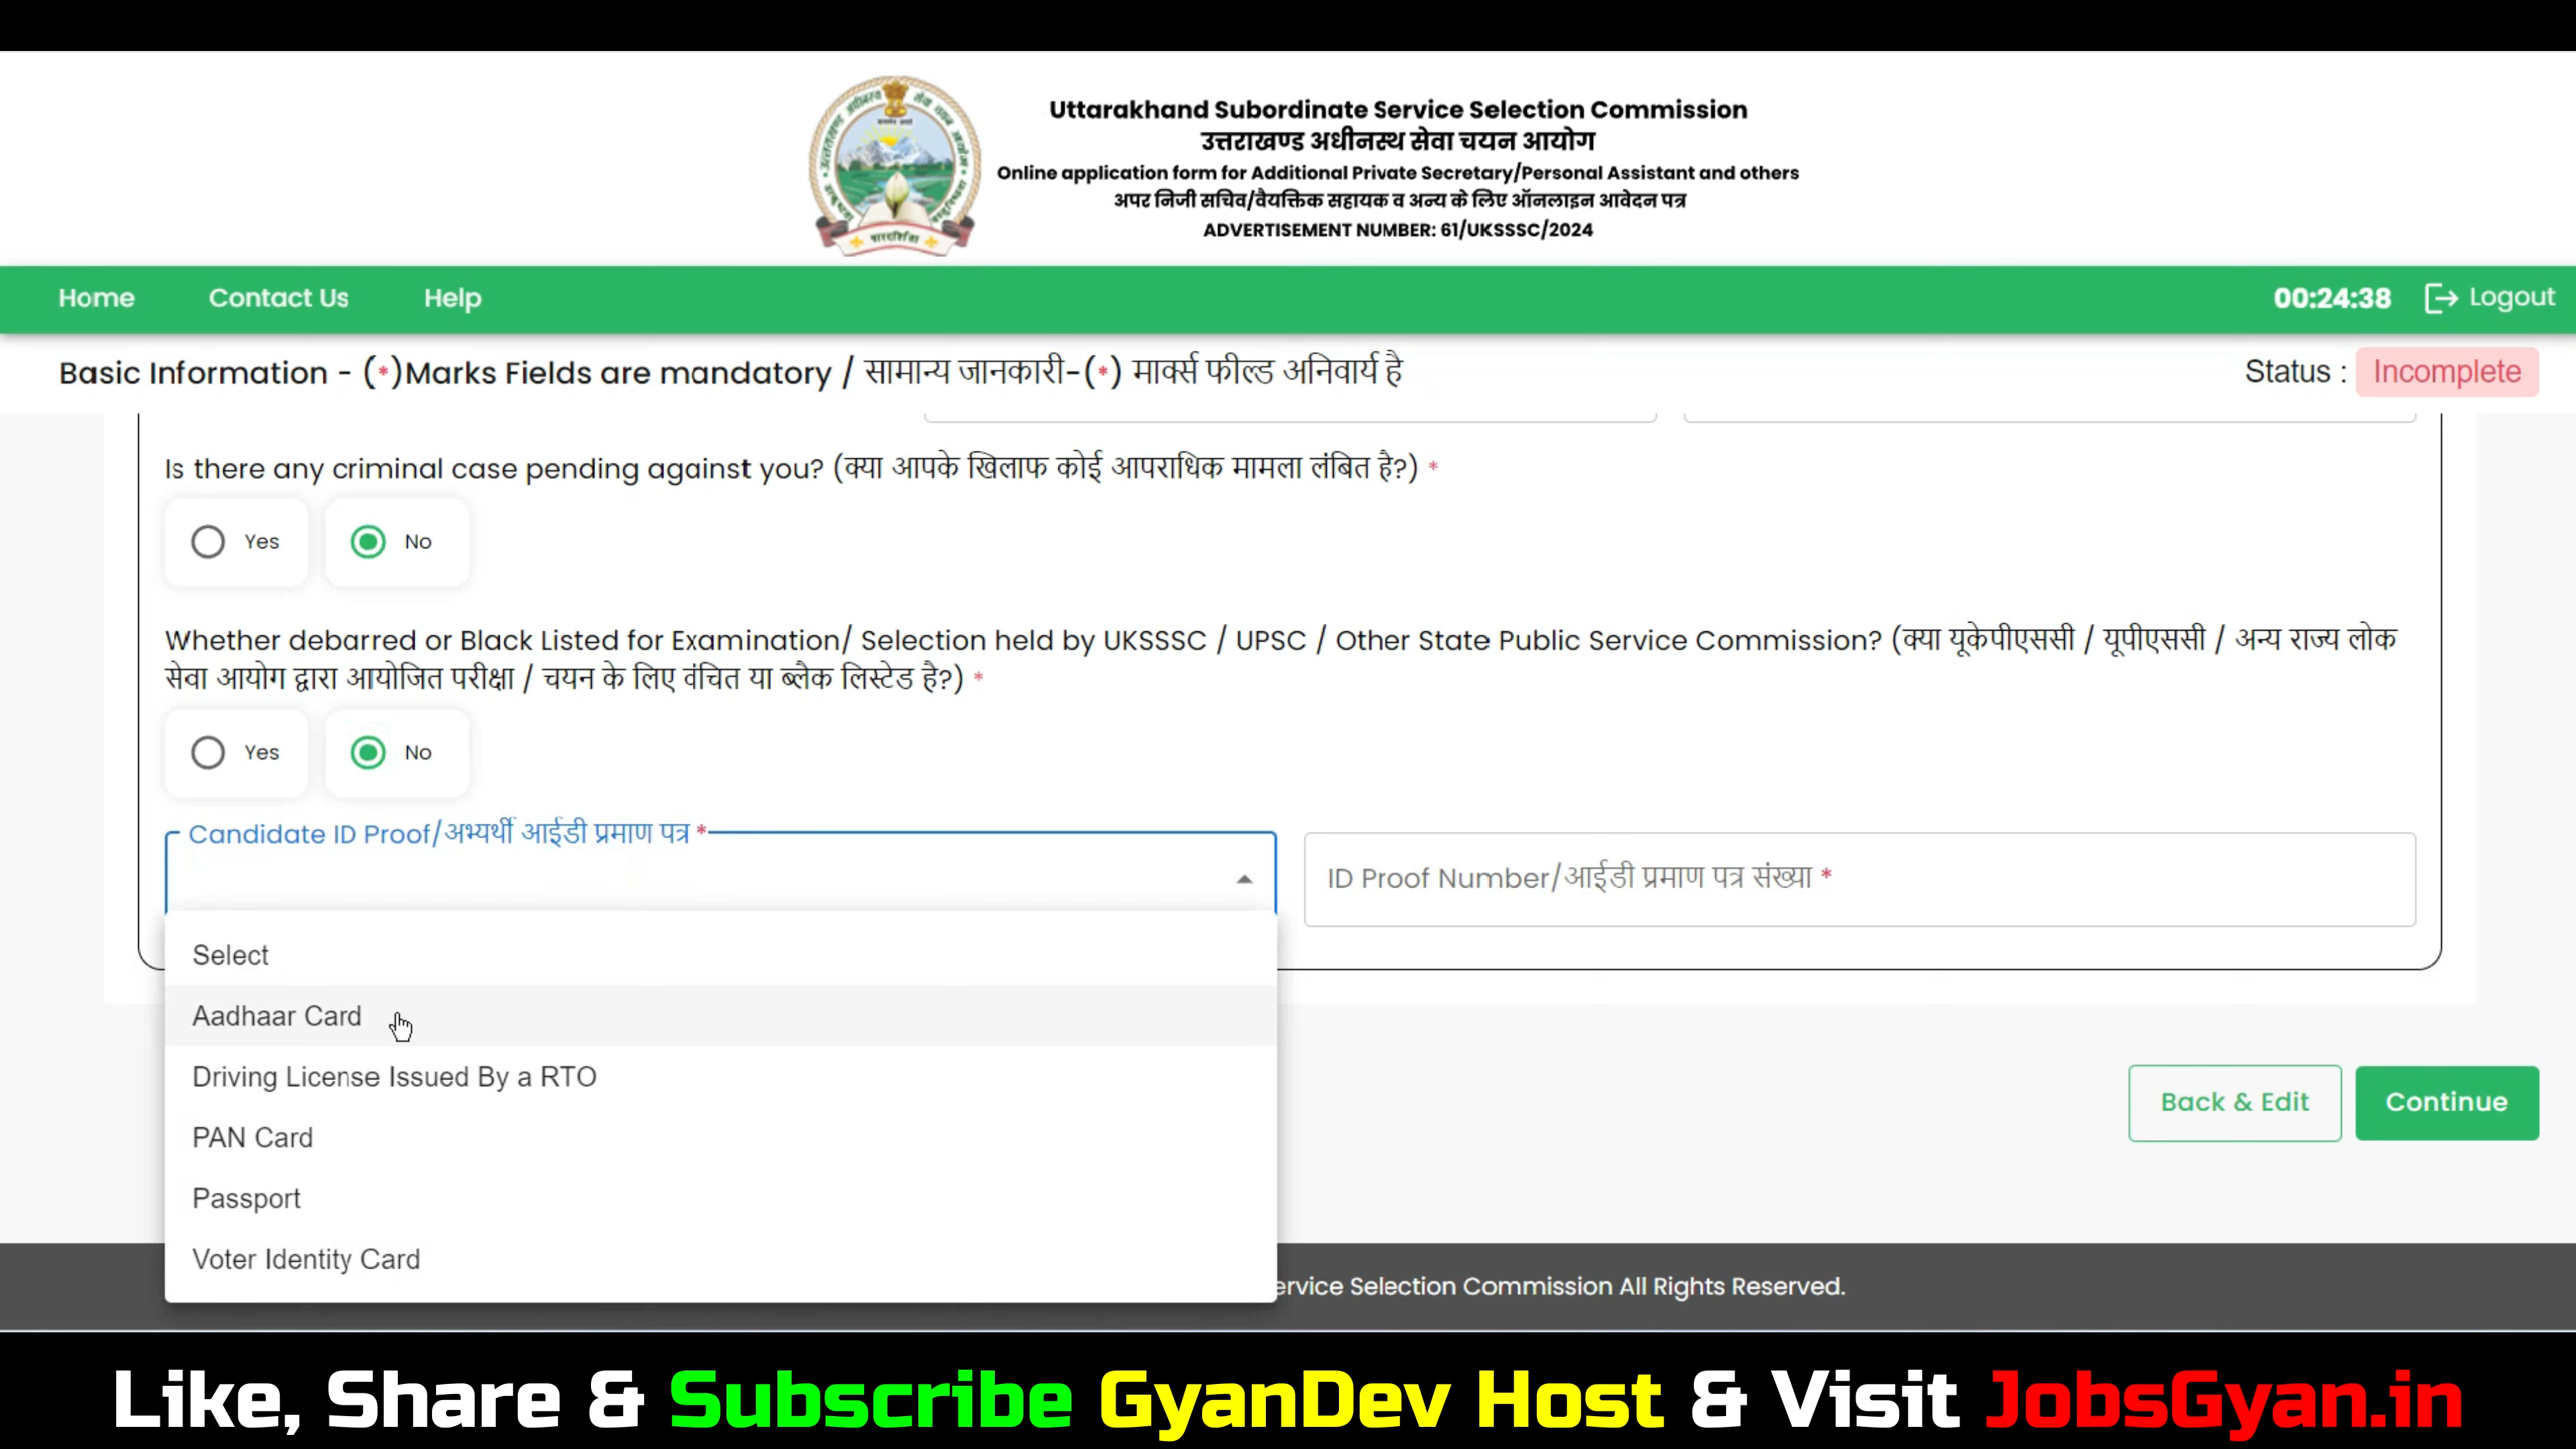 Uttarakhand Subordinate Service Selection Commission
उत्तराखण्ड अधीनस्थ सेवा चयन आयोग
Online application form for Additional Private Secretary/Personal Assistant and others
अपर निजी सचिव/वैयक्तिक सहायक व अन्य के लिए ऑनलाइन आवेदन पत्र
ADVERTISEMENT NUMBER: 61/UKSSSC/2024
Home Contact Us Help 00:24:38 Logout
Basic Information - (*)Marks Fields are mandatory / सामान्य जानकारी-(*) मार्क्स फील्ड अनिवार्य है Status : Incomplete
Is there any criminal case pending against you? (क्या आपके खिलाफ कोई आपराधिक मामला लंबित है?) *
Yes No
Whether debarred or Black Listed for Examination/ Selection held by UKSSSC / UPSC / Other State Public Service Commission? (क्या यूकेपीएससी / यूपीएससी / अन्य राज्य लोक
सेवा आयोग द्वारा आयोजित परीक्षा / चयन के लिए वंचित या ब्लैक लिस्टेड है?) *
Yes No
Candidate ID Proof/अभ्यर्थी आईडी प्रमाण पत्र *
ID Proof Number/आईडी प्रमाण पत्र संख्या *
Select
Aadhaar Card
Driving License Issued By a RTO
PAN Card
Passport
Voter Identity Card
Back & Edit Continue
ervice Selection Commission All Rights Reserved.
Like, Share & Subscribe GyanDev Host & Visit JobsGyan.in